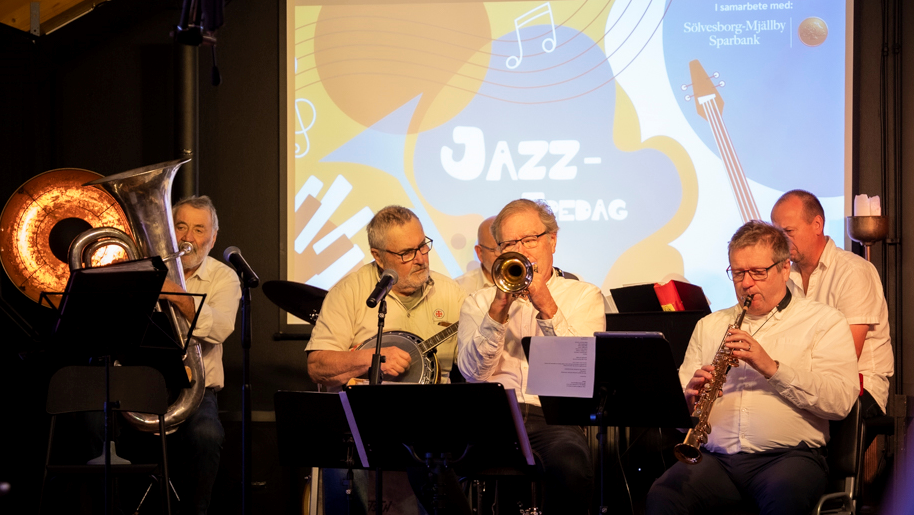 I samarbete med:
Sölvesborg-Mjällby
Sparbank
JAZZ-